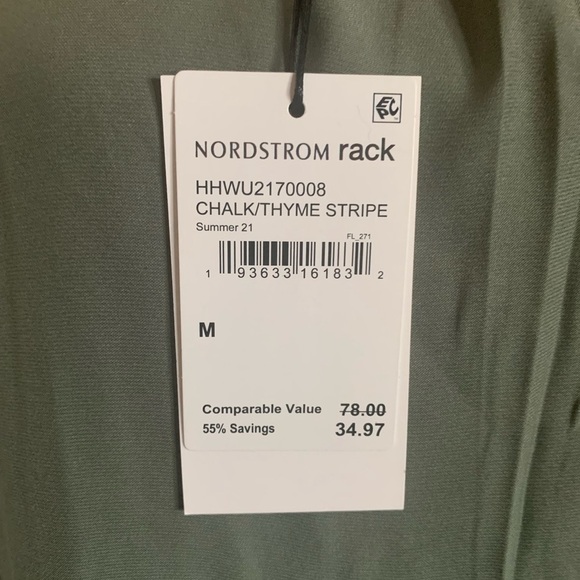 EPC
NORDSTROM rack
HHWU2170008
CHALK/THYME STRIPE
Summer 21
FL_271
1 93633 16183 2
M
Comparable Value 78.00
55% Savings 34.97